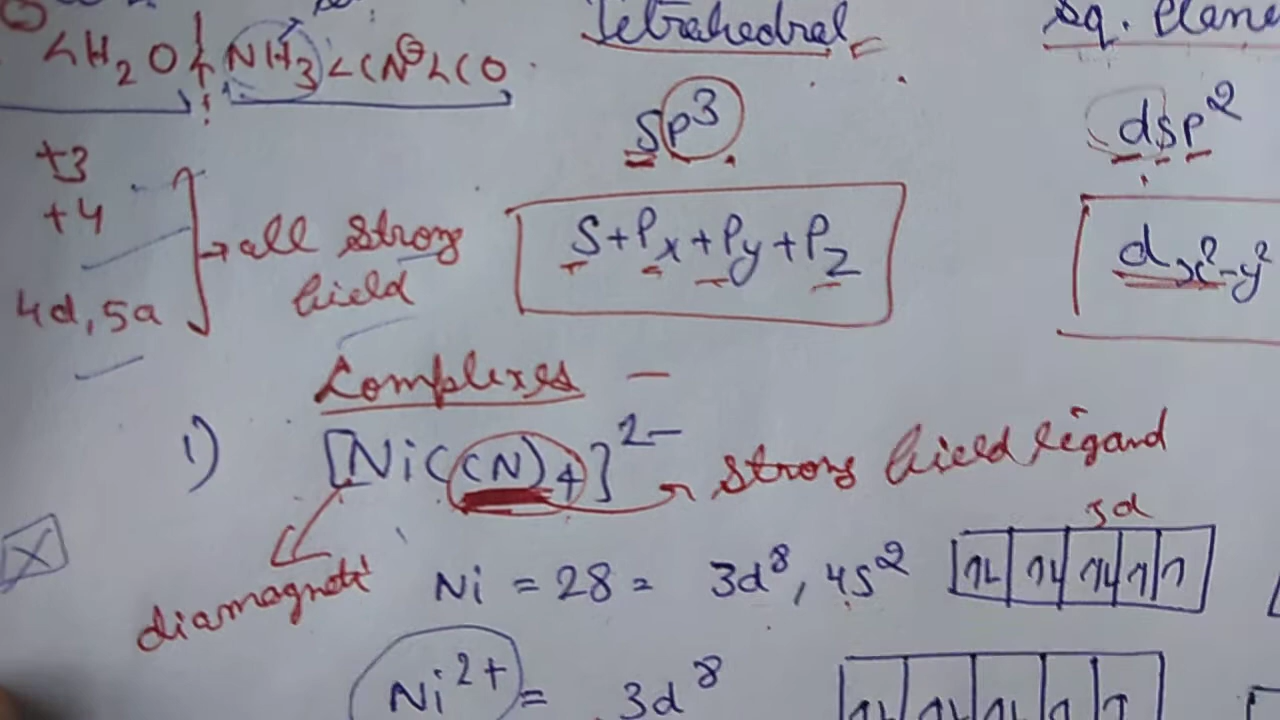 Tetrahedral
Sq. Plane
<H₂O < NH₃ < CN⊖ < CO
sp³
dsp²
+3
+4
4d, 5d
→ all strong
field
S+Px+Py+Pz
dx²-y²
Complexes –
1) [Ni(CN)4]²⁻ → strong field ligand
diamagneti
3d
Ni = 28 = 3d⁸, 4s²
Ni²⁺ = 3d⁸